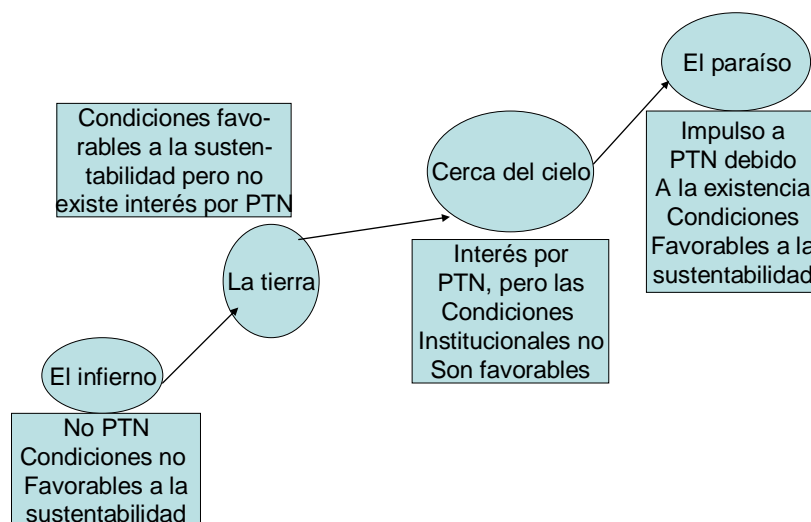 El paraíso
Impulso a
PTN debido
A la existencia
Condiciones
Favorables a la
sustentabilidad
Condiciones favo-
rables a la susten-
tabilidad pero no
existe interés por PTN
Cerca del cielo
Interés por
PTN, pero las
Condiciones
Institucionales no
Son favorables
La tierra
El infierno
No PTN
Condiciones no
Favorables a la
sustentabilidad